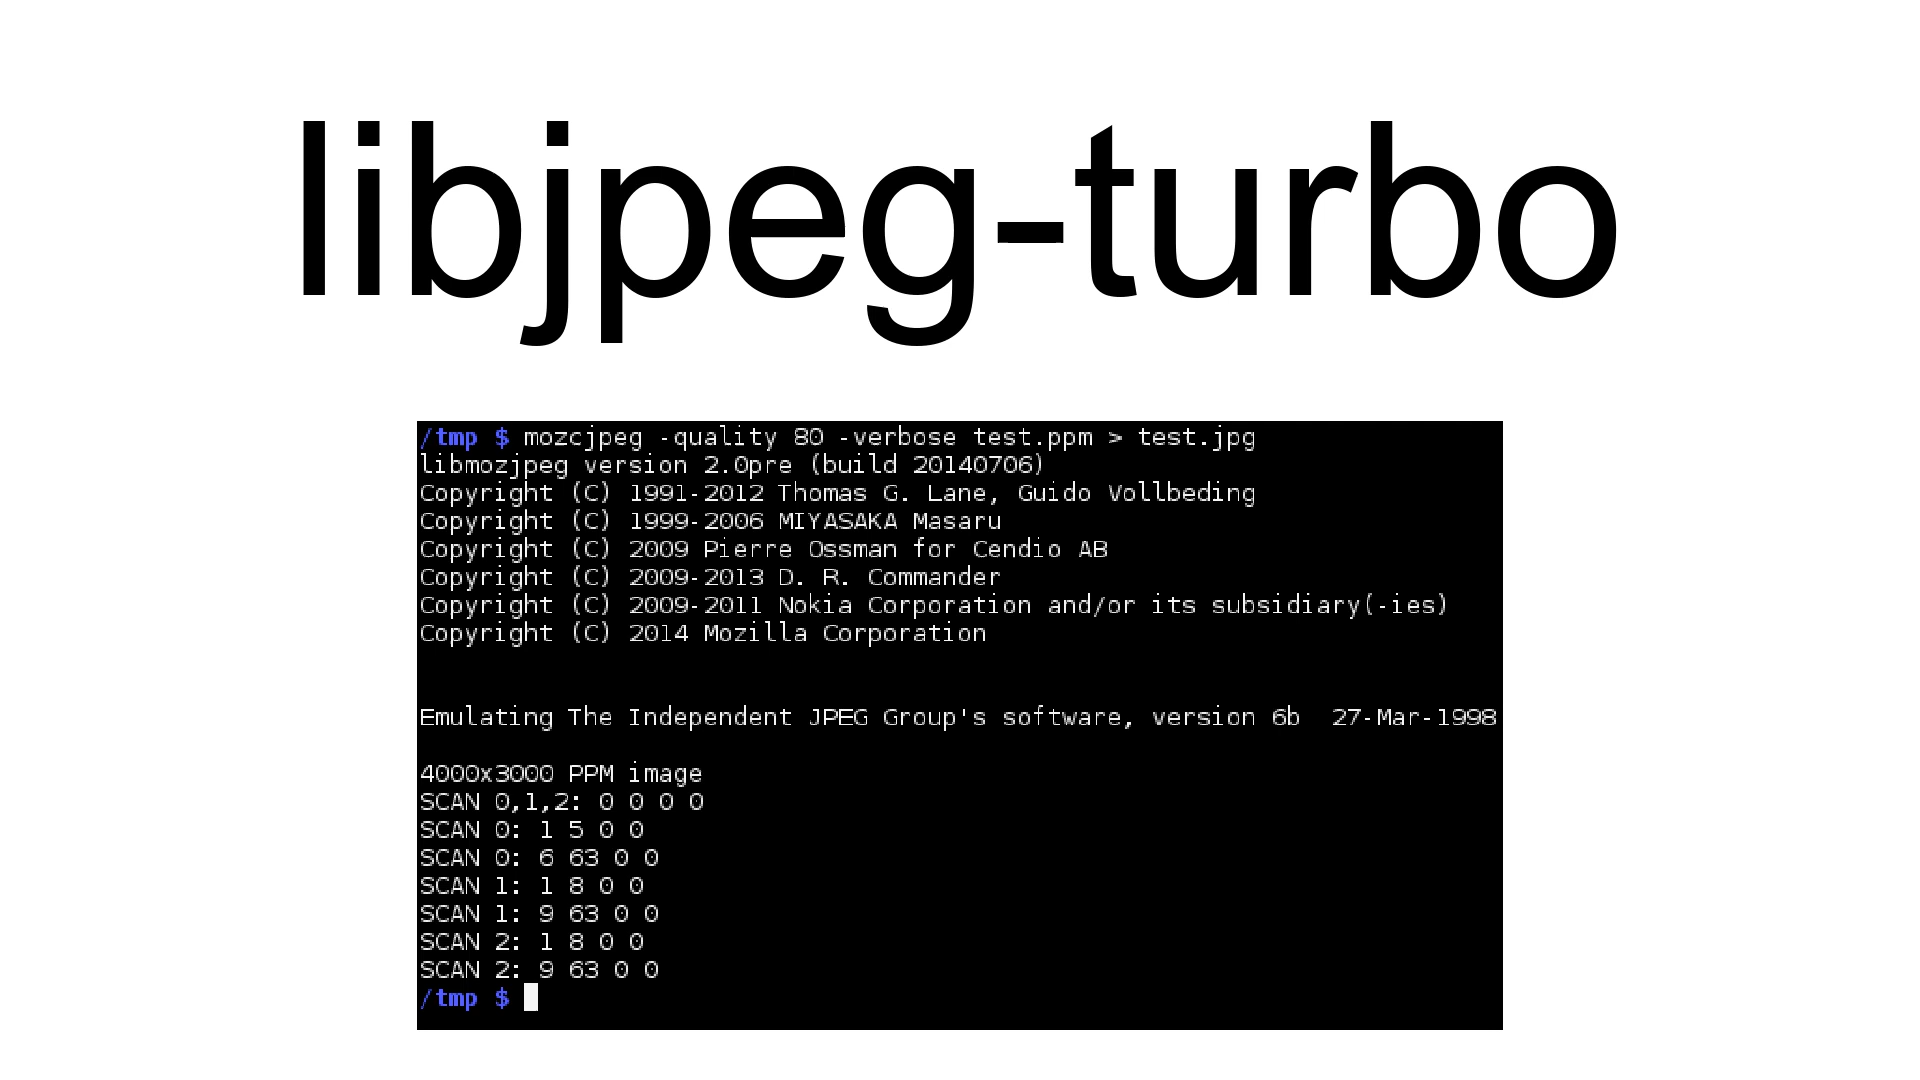 libjpeg-turbo
/tmp $ mozcjpeg -quality 80 -verbose test.ppm > test.jpg
libmozjpeg version 2.0pre (build 20140706)
Copyright (C) 1991-2012 Thomas G. Lane, Guido Vollbeding
Copyright (C) 1999-2006 MIYASAKA Masaru
Copyright (C) 2009 Pierre Ossman for Cendio AB
Copyright (C) 2009-2013 D. R. Commander
Copyright (C) 2009-2011 Nokia Corporation and/or its subsidiary(-ies)
Copyright (C) 2014 Mozilla Corporation
Emulating The Independent JPEG Group's software, version 6b  27-Mar-1998
4000x3000 PPM image
SCAN 0,1,2: 0 0 0 0
SCAN 0: 1 5 0 0
SCAN 0: 6 63 0 0
SCAN 1: 1 8 0 0
SCAN 1: 9 63 0 0
SCAN 2: 1 8 0 0
SCAN 2: 9 63 0 0
/tmp $